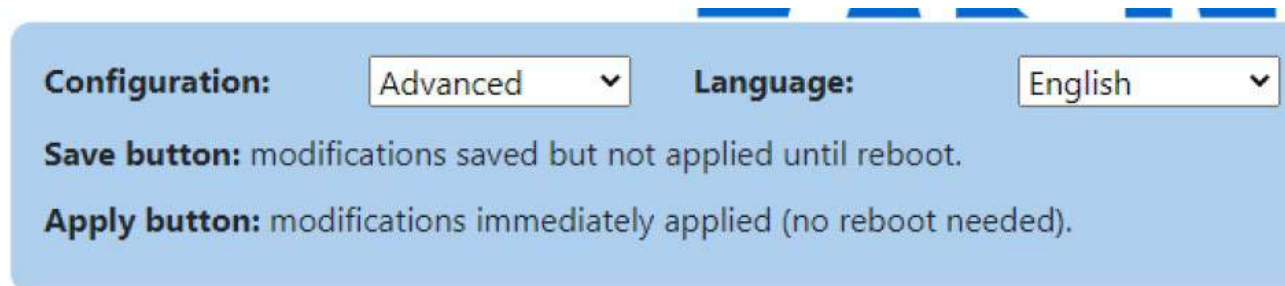 Configuration: Advanced Language: English
Save button: modifications saved but not applied until reboot.
Apply button: modifications immediately applied (no reboot needed).